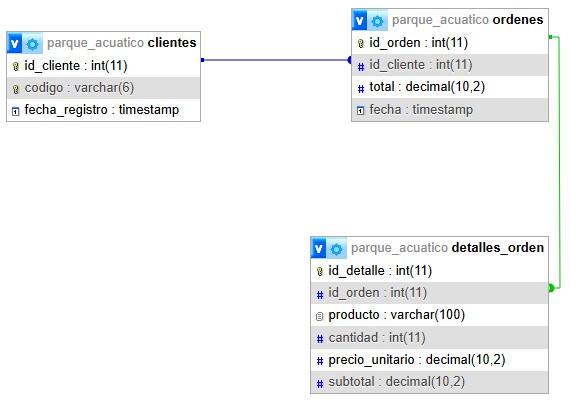 parque_acuatico clientes
id_cliente : int(11)
codigo : varchar(6)
fecha_registro : timestamp
parque_acuatico ordenes
id_orden : int(11)
id_cliente : int(11)
total : decimal(10,2)
fecha : timestamp
parque_acuatico detalles_orden
id_detalle : int(11)
id_orden : int(11)
producto : varchar(100)
cantidad : int(11)
precio_unitario : decimal(10,2)
subtotal : decimal(10,2)